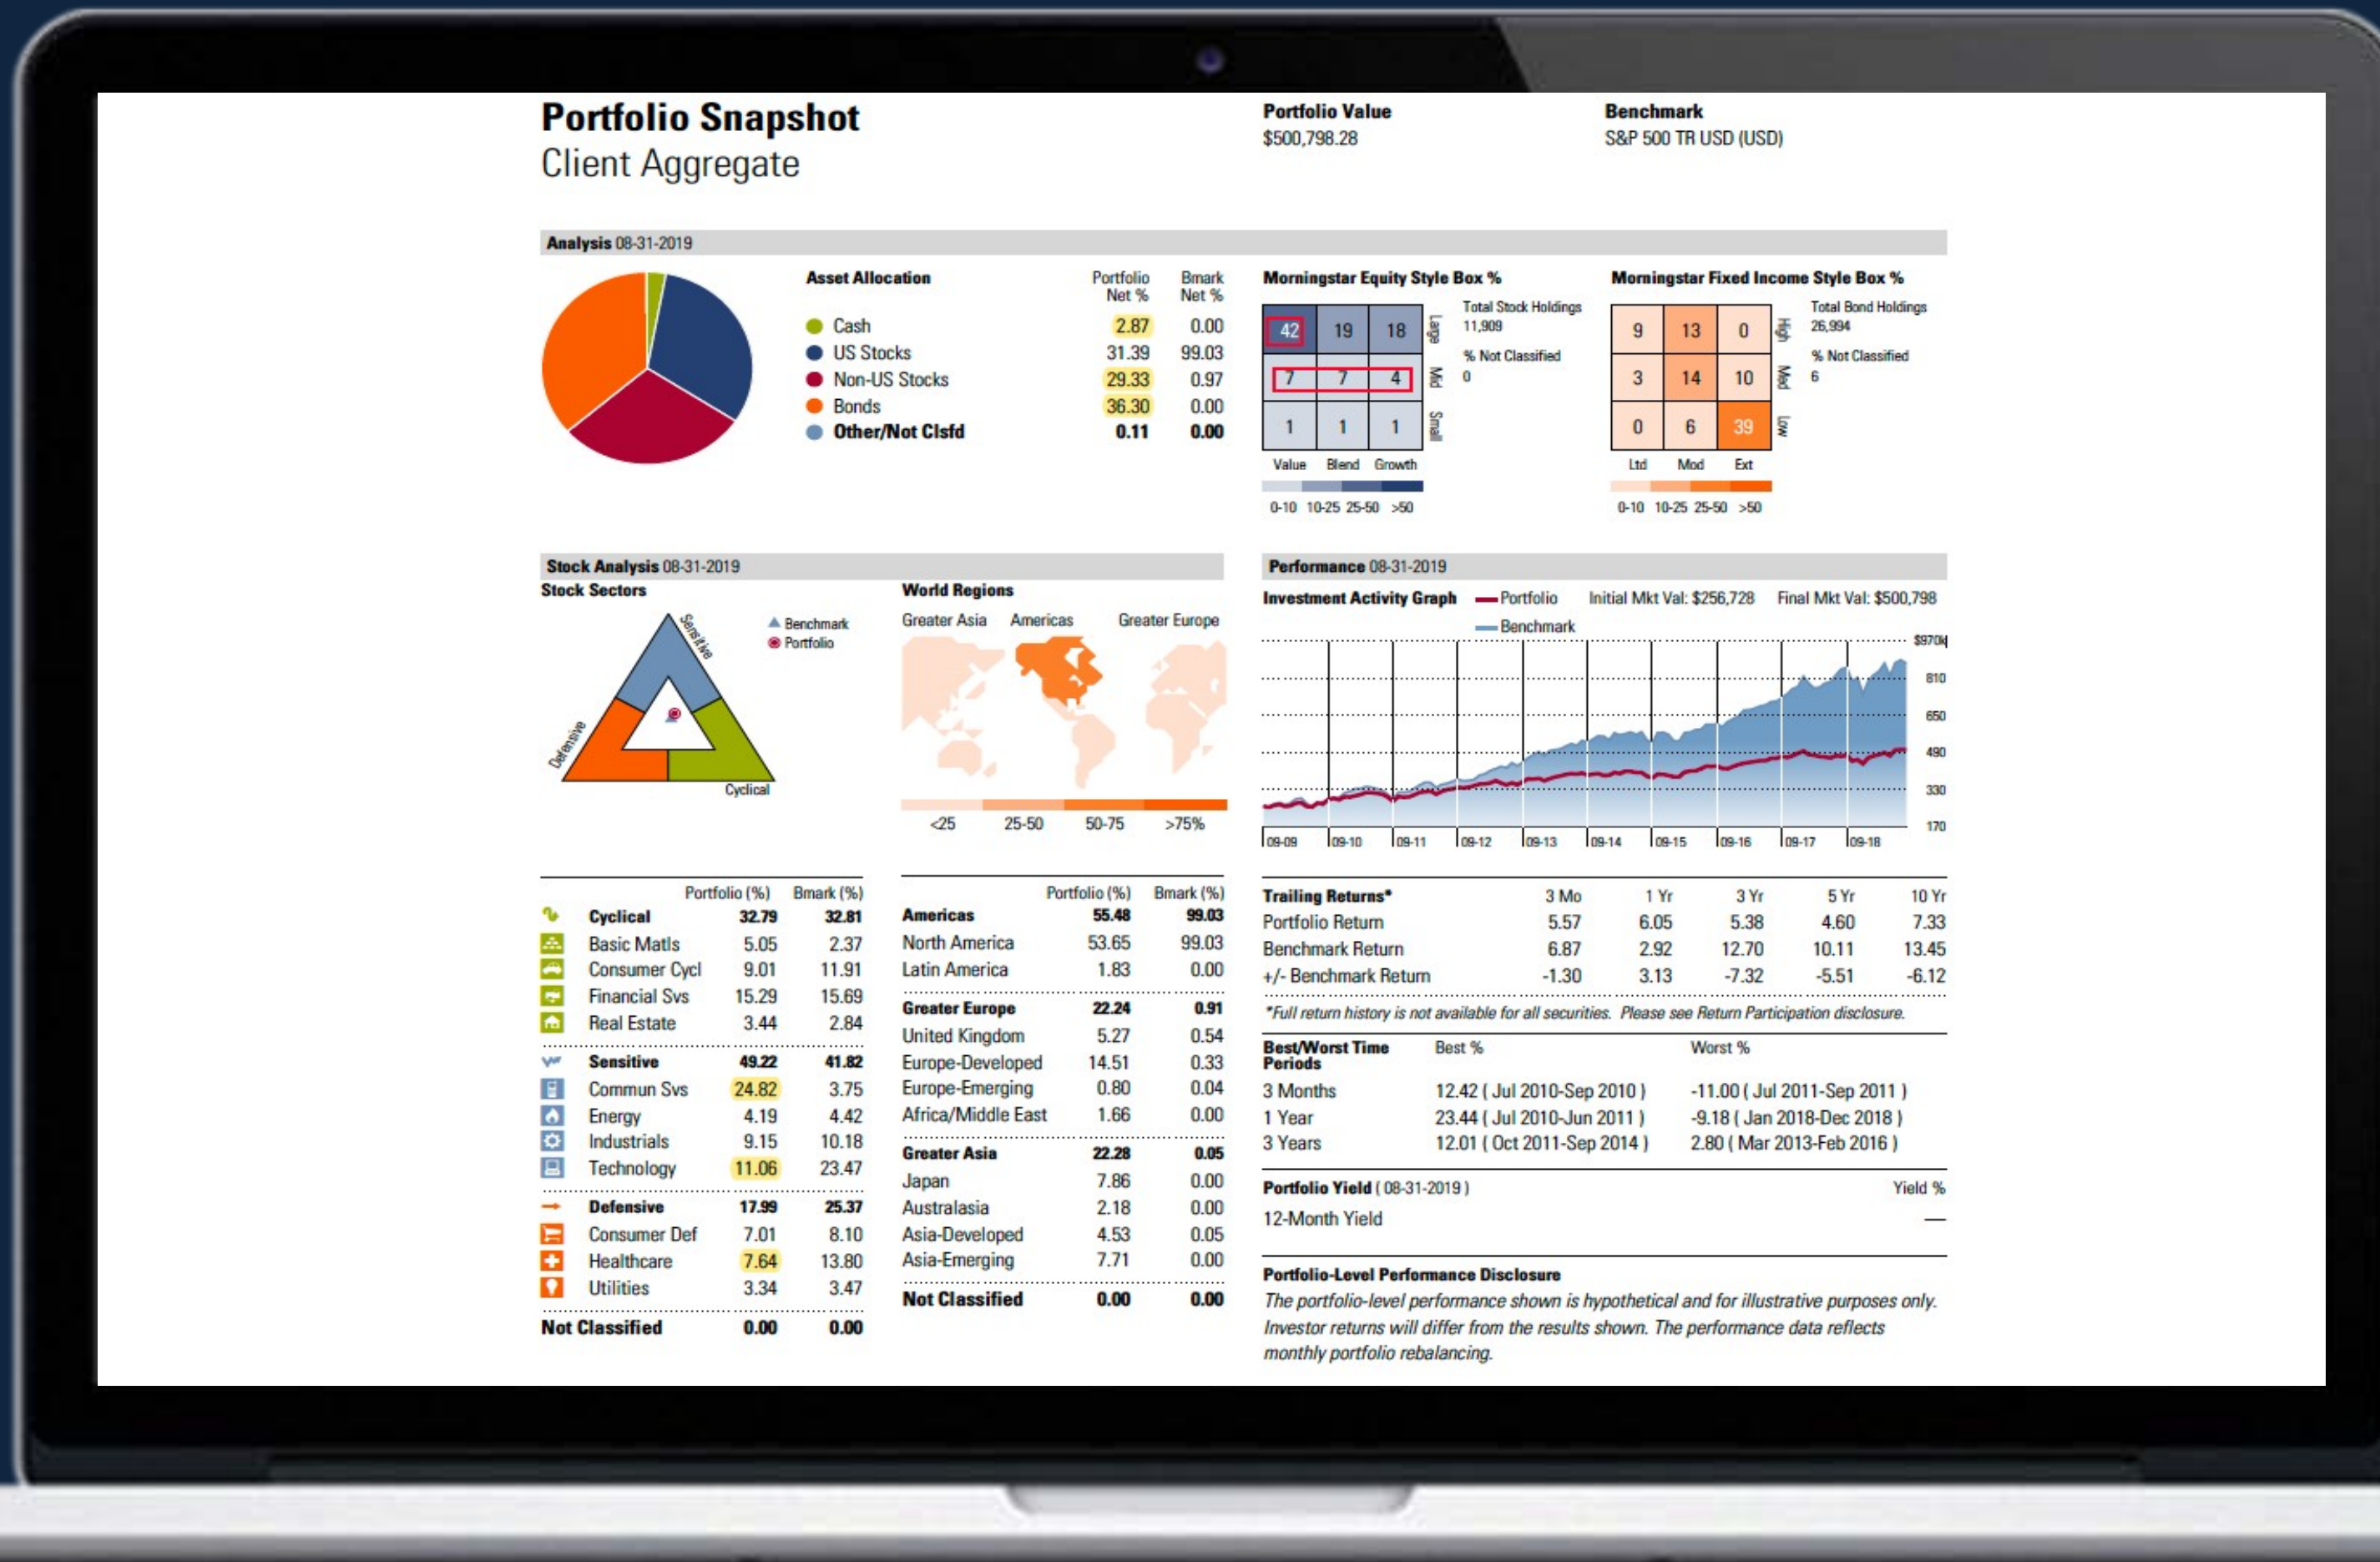 Portfolio Snapshot
Client Aggregate
Portfolio Value
$500,798.28
Benchmark
S&P 500 TR USD (USD)
Analysis 08-31-2019
Asset Allocation Portfolio Net % Bmark Net %
Cash 2.87 0.00
US Stocks 31.39 99.03
Non-US Stocks 29.33 0.97
Bonds 36.30 0.00
Other/Not Clsfd 0.11 0.00
Morningstar Equity Style Box %
42 19 18 Large
7 7 4 Mid
1 1 1 Small
Value Blend Growth
0-10 10-25 25-50 >50
Total Stock Holdings
11,909
% Not Classified
0
Morningstar Fixed Income Style Box %
9 13 0 High
3 14 10 Med
0 6 39 Low
Ltd Mod Ext
0-10 10-25 25-50 >50
Total Bond Holdings
26,994
% Not Classified
6
Stock Analysis 08-31-2019
Stock Sectors
Sensitive
Defensive
Cyclical
Benchmark
Portfolio
World Regions
Greater Asia Americas Greater Europe
<25 25-50 50-75 >75%
Portfolio (%) Bmark (%)
Cyclical 32.79 32.81
Basic Matls 5.05 2.37
Consumer Cycl 9.01 11.91
Financial Svs 15.29 15.69
Real Estate 3.44 2.84
Sensitive 49.22 41.82
Commun Svs 24.82 3.75
Energy 4.19 4.42
Industrials 9.15 10.18
Technology 11.06 23.47
Defensive 17.99 25.37
Consumer Def 7.01 8.10
Healthcare 7.64 13.80
Utilities 3.34 3.47
Not Classified 0.00 0.00
Portfolio (%) Bmark (%)
Americas 55.48 99.03
North America 53.65 99.03
Latin America 1.83 0.00
Greater Europe 22.24 0.91
United Kingdom 5.27 0.54
Europe-Developed 14.51 0.33
Europe-Emerging 0.80 0.04
Africa/Middle East 1.66 0.00
Greater Asia 22.28 0.05
Japan 7.86 0.00
Australasia 2.18 0.00
Asia-Developed 4.53 0.05
Asia-Emerging 7.71 0.00
Not Classified 0.00 0.00
Performance 08-31-2019
Investment Activity Graph Portfolio Initial Mkt Val: $256,728 Final Mkt Val: $500,798
Benchmark
$970k
810
650
490
330
170
09-09 09-10 09-11 09-12 09-13 09-14 09-15 09-16 09-17 09-18
Trailing Returns* 3 Mo 1 Yr 3 Yr 5 Yr 10 Yr
Portfolio Return 5.57 6.05 5.38 4.60 7.33
Benchmark Return 6.87 2.92 12.70 10.11 13.45
+/- Benchmark Return -1.30 3.13 -7.32 -5.51 -6.12
*Full return history is not available for all securities. Please see Return Participation disclosure.
Best/Worst Time Periods Best % Worst %
3 Months 12.42 ( Jul 2010-Sep 2010 ) -11.00 ( Jul 2011-Sep 2011 )
1 Year 23.44 ( Jul 2010-Jun 2011 ) -9.18 ( Jan 2018-Dec 2018 )
3 Years 12.01 ( Oct 2011-Sep 2014 ) 2.80 ( Mar 2013-Feb 2016 )
Portfolio Yield ( 08-31-2019 ) Yield %
12-Month Yield —
Portfolio-Level Performance Disclosure
The portfolio-level performance shown is hypothetical and for illustrative purposes only.
Investor returns will differ from the results shown. The performance data reflects
monthly portfolio rebalancing.